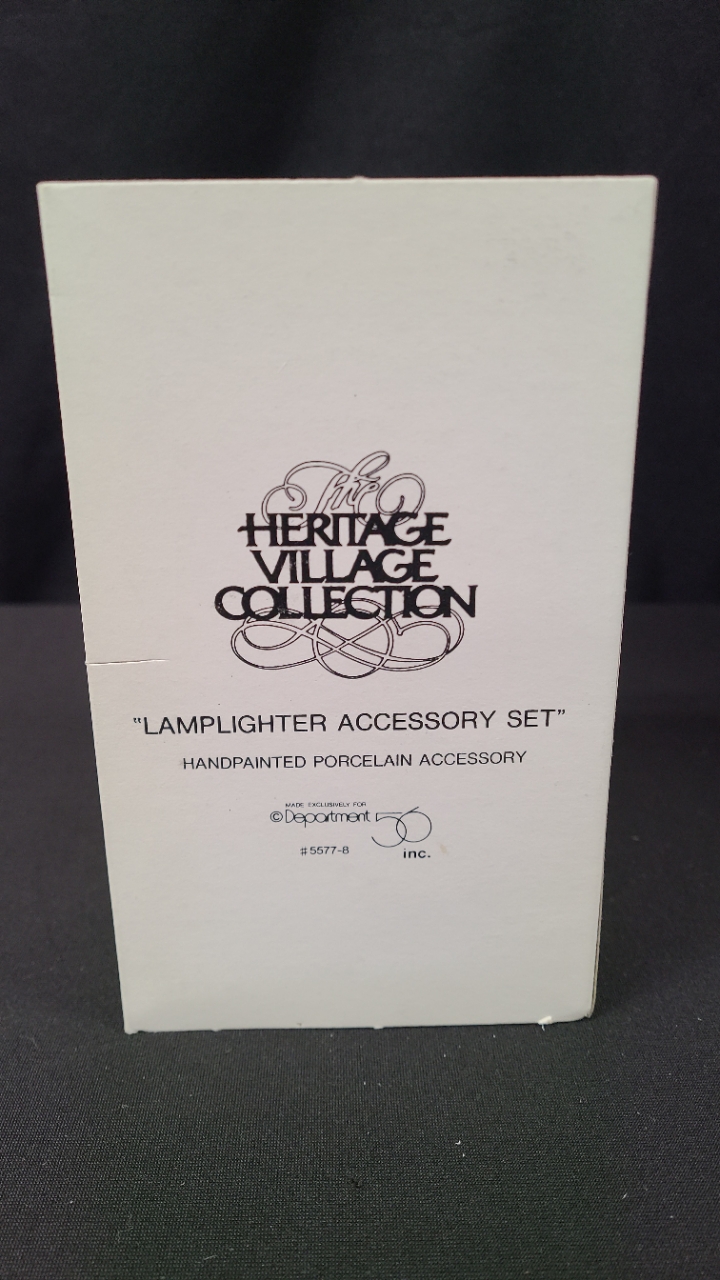 The
HERITAGE
VILLAGE
COLLECTION
"LAMPLIGHTER ACCESSORY SET"
HANDPAINTED PORCELAIN ACCESSORY
MADE EXCLUSIVELY FOR
© Department 56
#5577-8 inc.